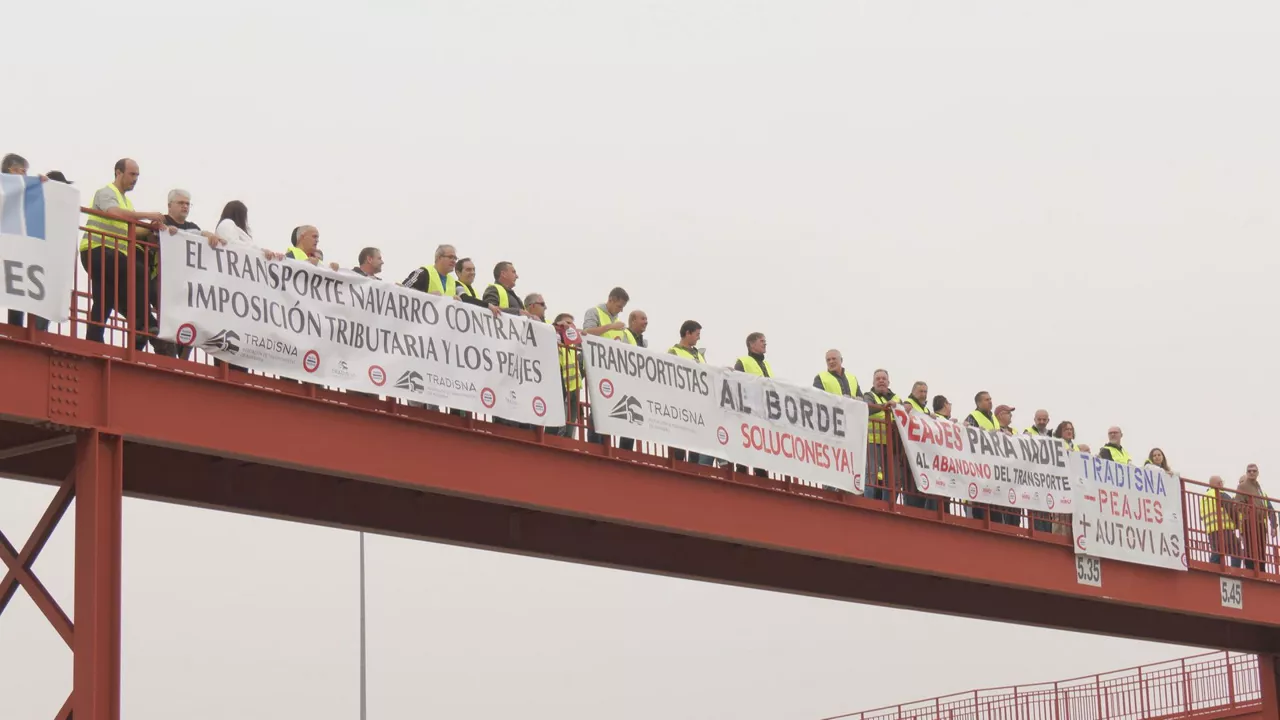 ES
EL TRANSPORTE NAVARRO CONTRA LA
IMPOSICIÓN TRIBUTARIA Y LOS PEAJES
TRADISNA
TRADISNA
TRANSPORTISTAS AL BORDE
TRADISNA
SOLUCIONES YA!
PEAJES PARA NADIE
AL ABANDONO DEL TRANSPORTE
TRADISNA
- PEAJES
+ AUTOVIAS
5.35
5.45